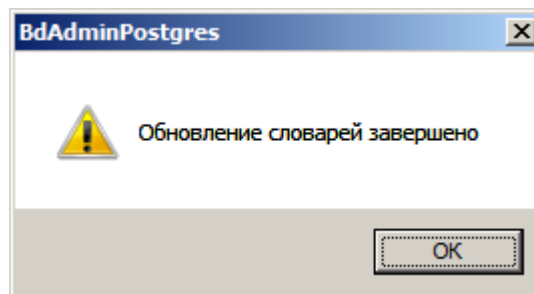 BdAdminPostgres
Обновление словарей завершено
OK